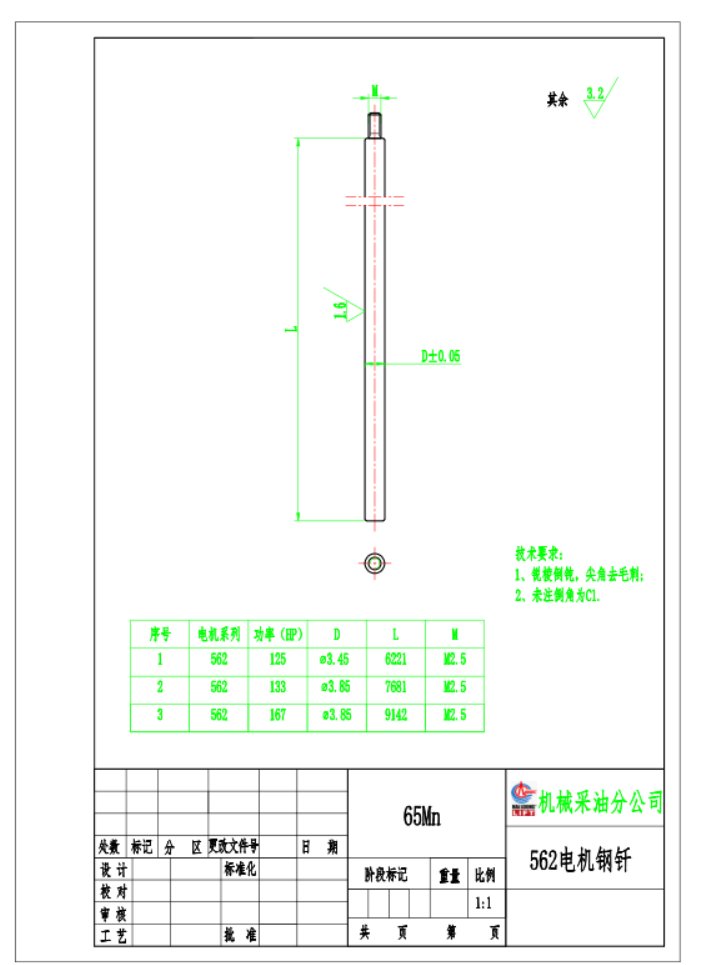 M
其余 3.2
1.6
L
D±0.05
技术要求:
1、锐棱倒钝，尖角去毛刺;
2、未注倒角为C1.
序号 电机系列 功率（HP） D L M
1 562 125 ø3.45 6221 M2.5
2 562 133 ø3.85 7681 M2.5
3 562 167 ø3.85 9142 M2.5
65Mn
LIFT
机械采油分公司
562电机钢钎
处数 标记 分 区 更改文件号 日 期
设 计 标准化
校 对
审 核
工 艺 批 准
阶段标记 重量 比例
1:1
共 页 第 页